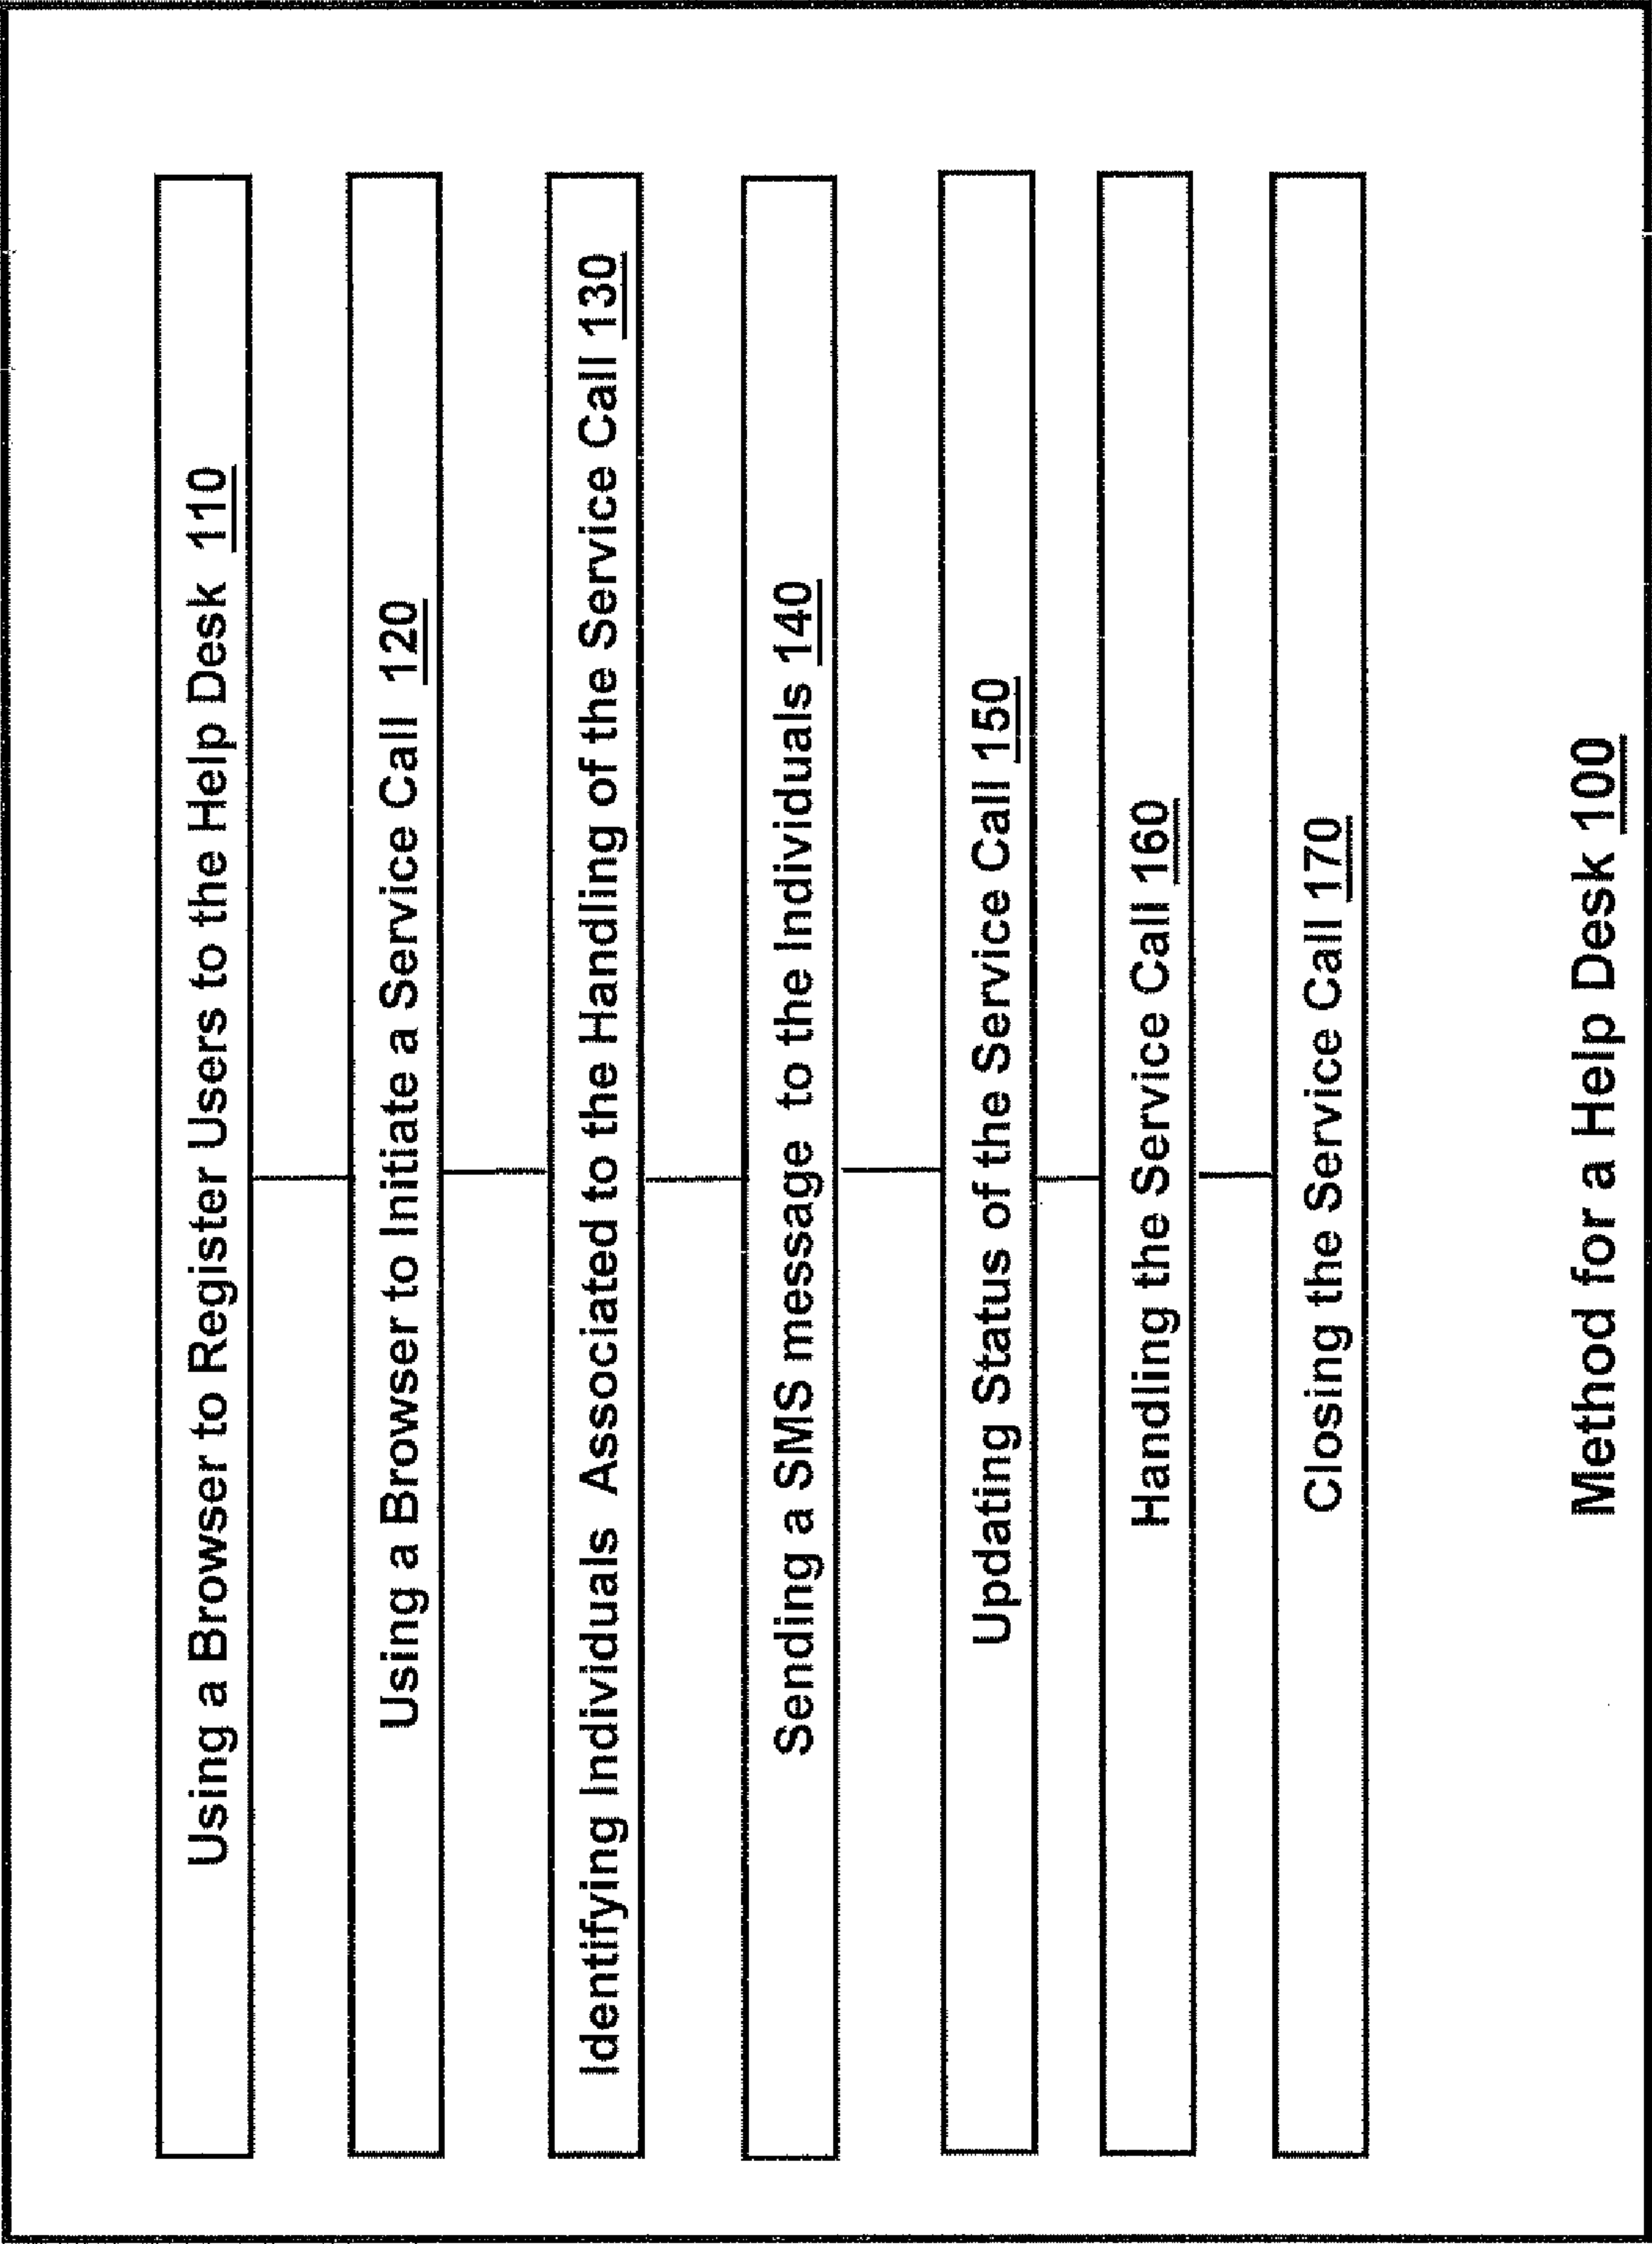 Using a Browser to Register Users to the Help Desk 110
Using a Browser to Initiate a Service Call 120
Identifying Individuals Associated to the Handling of the Service Call 130
Sending a SMS message to the Individuals 140
Updating Status of the Service Call 150
Handling the Service Call 160
Closing the Service Call 170
Method for a Help Desk 100